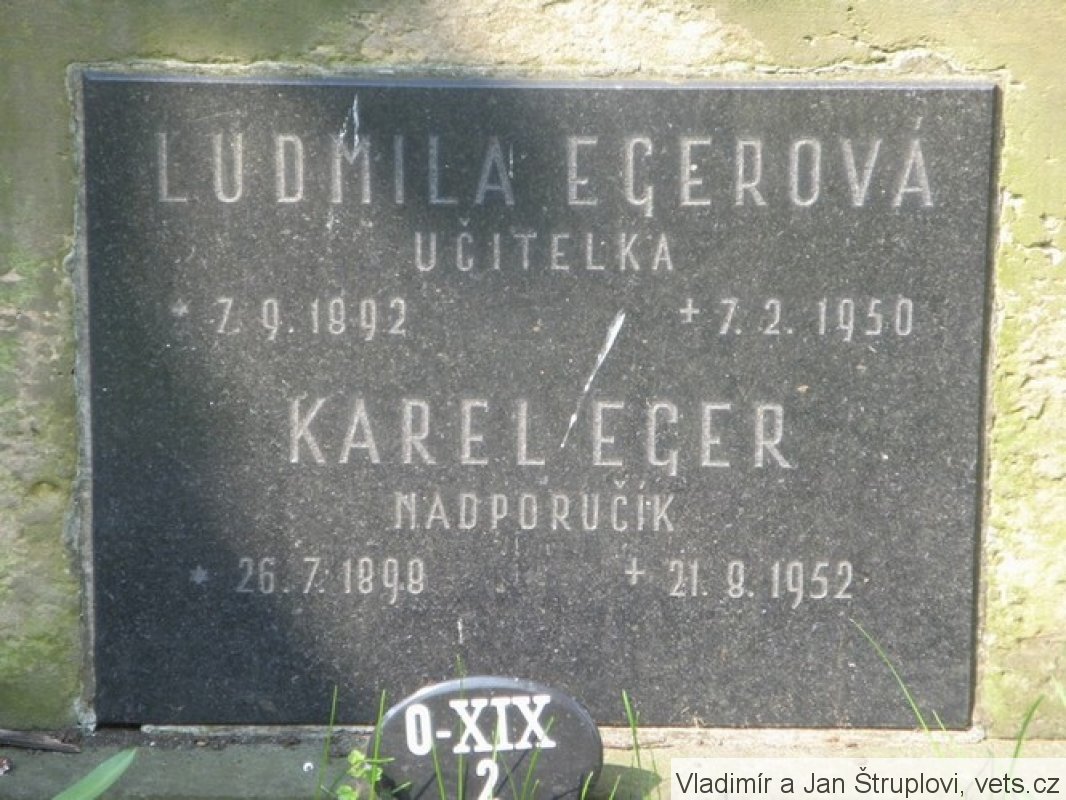 LUDMILA EGEROVÁ
UČITELKA
* 7. 9. 1892 + 7. 2. 1950
KAREL EGER
NADPORUČÍK
* 26. 7. 1898 + 21. 8. 1952
O-XIX
2
Vladimír a Jan Štruplovi, vets.cz